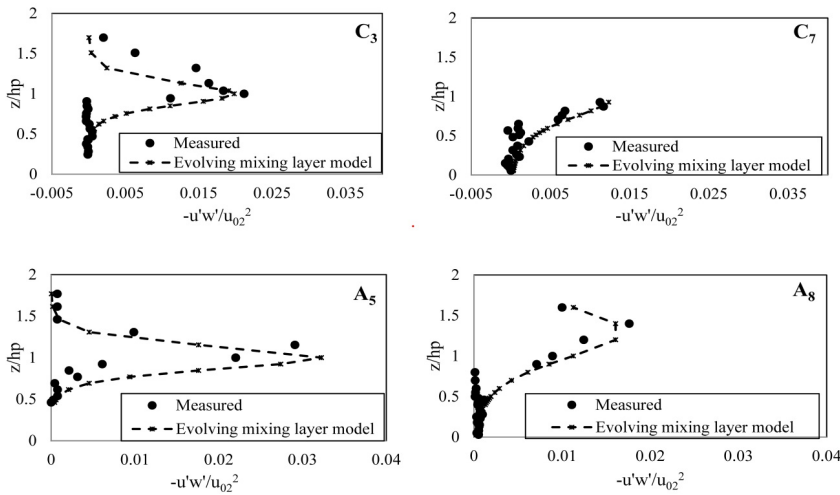 2
C3
1.5
z/hp
1
0.5
Measured
Evolving mixing layer model
0
-0.005 0.005 0.015 0.025 0.035
-u'w'/u02²
2
C7
1.5
z/hp
1
0.5
Measured
Evolving mixing layer model
0
-0.005 0.005 0.015 0.025 0.035
-u'w'/u02²
2
A5
1.5
z/hp
1
0.5
Measured
Evolving mixing layer model
0
0 0.01 0.02 0.03 0.04
-u'w'/u02²
2
A8
1.5
z/hp
1
0.5
Measured
Evolving mixing layer model
0
0 0.01 0.02 0.03 0.04
-u'w'/u02²